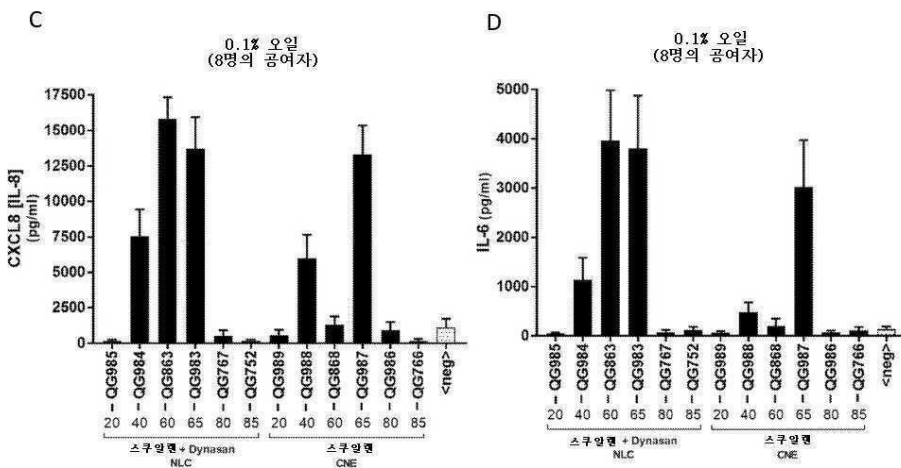 C
0.1% 오일
(8명의 공여자)
CXCL8 [IL-8]
(pg/ml)
17500
15000
12500
10000
7500
5000
2500
0
QG985
QG984
QG863
QG983
QG767
QG752
QG989
QG988
QG868
QG987
QG986
QG766
<neg>
20
40
60
65
80
85
20
40
60
65
80
85
스쿠알렌 + Dynasan
NLC
스쿠알렌
CNE
D
0.1% 오일
(8명의 공여자)
IL-6 (pg/ml)
5000
4000
3000
2000
1000
0
QG985
QG984
QG863
QG983
QG767
QG752
QG989
QG988
QG868
QG987
QG986
QG766
<neg>
20
40
60
65
80
85
20
40
60
65
80
85
스쿠알렌 + Dynasan
NLC
스쿠알렌
CNE